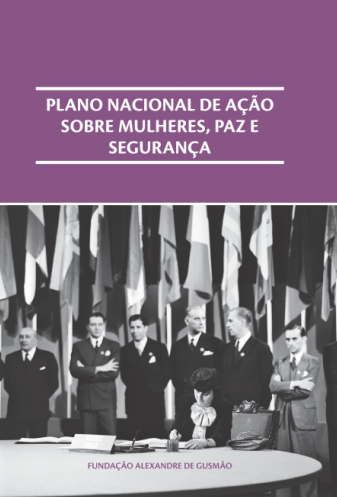 PLANO NACIONAL DE AÇÃO
SOBRE MULHERES, PAZ E
SEGURANÇA
FUNDAÇÃO ALEXANDRE DE GUSMÃO